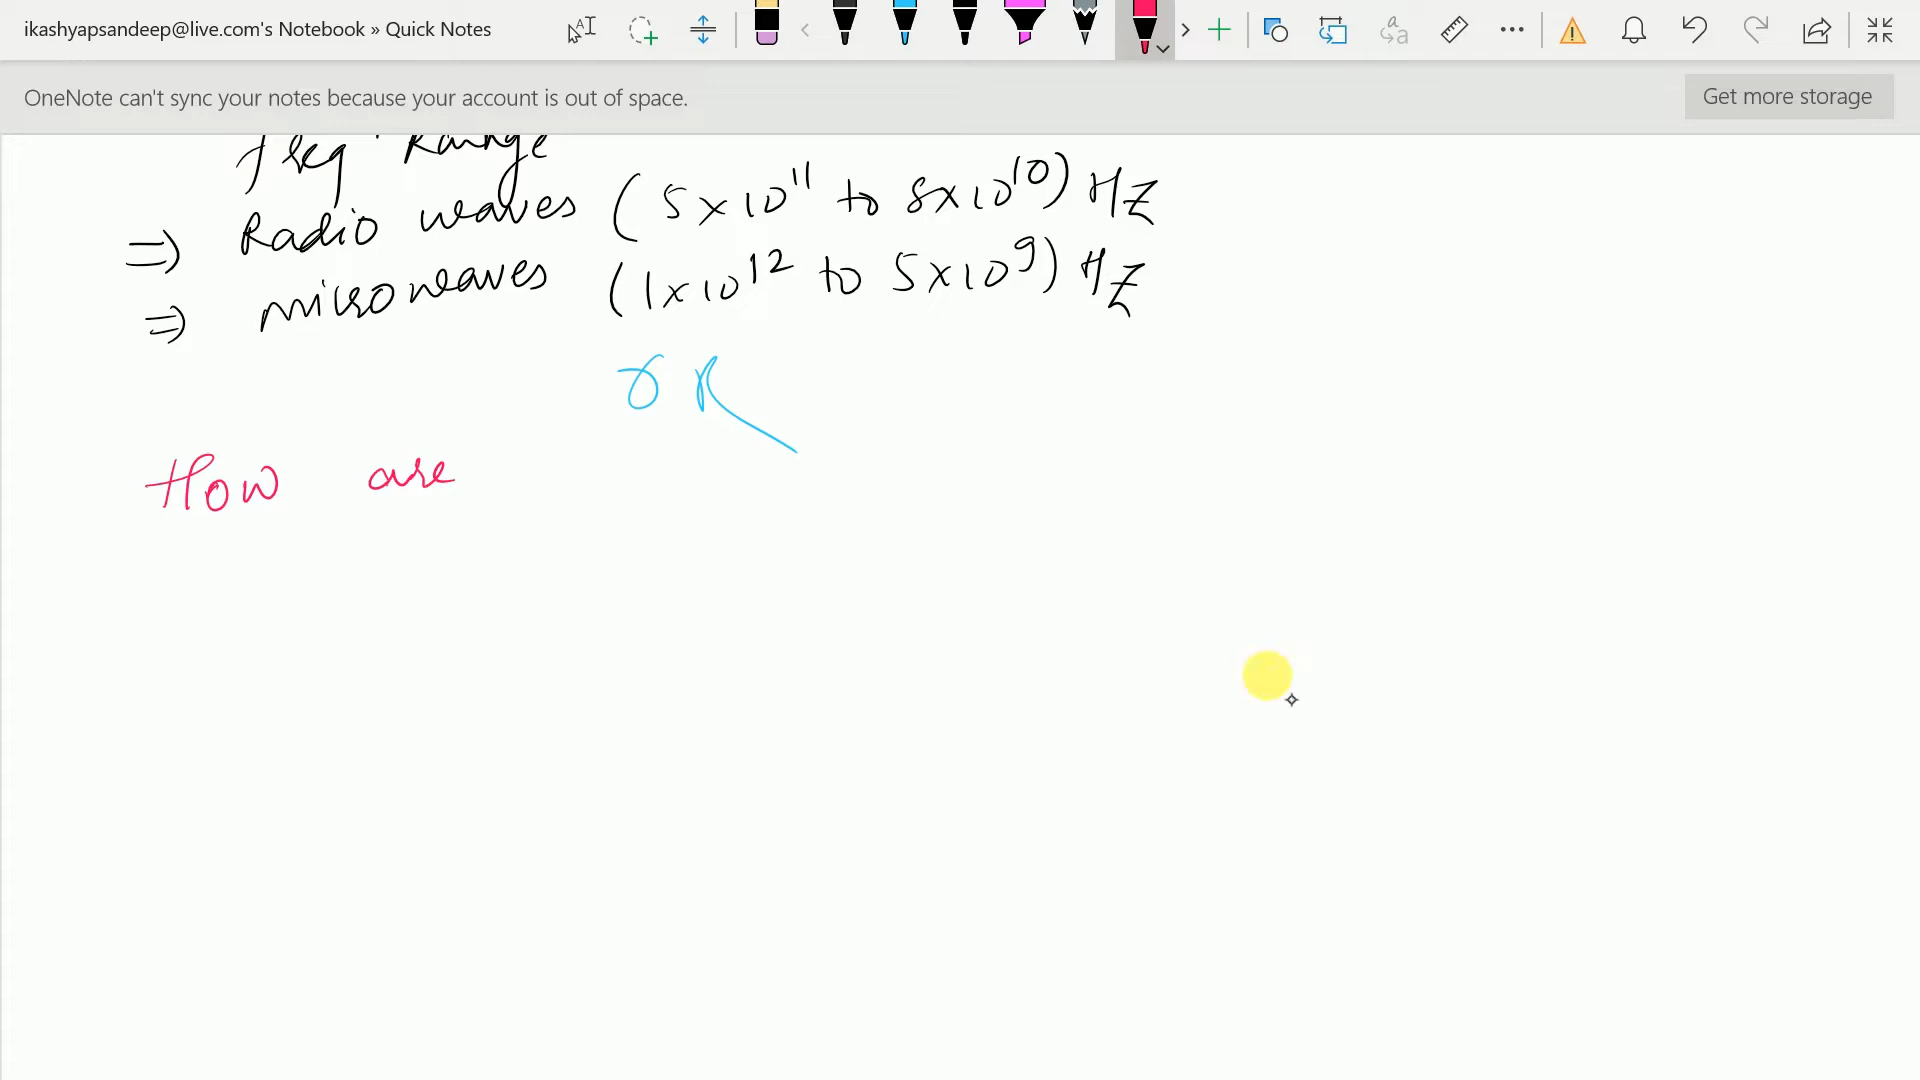 ikashyapsandeep@live.com's Notebook » Quick Notes
OneNote can't sync your notes because your account is out of space.
Get more storage
freq. Range
⇒ Radio waves (5×10¹¹ to 8×10¹⁰) HZ
⇒ microwaves (1×10¹² to 5×10⁹) HZ
How are